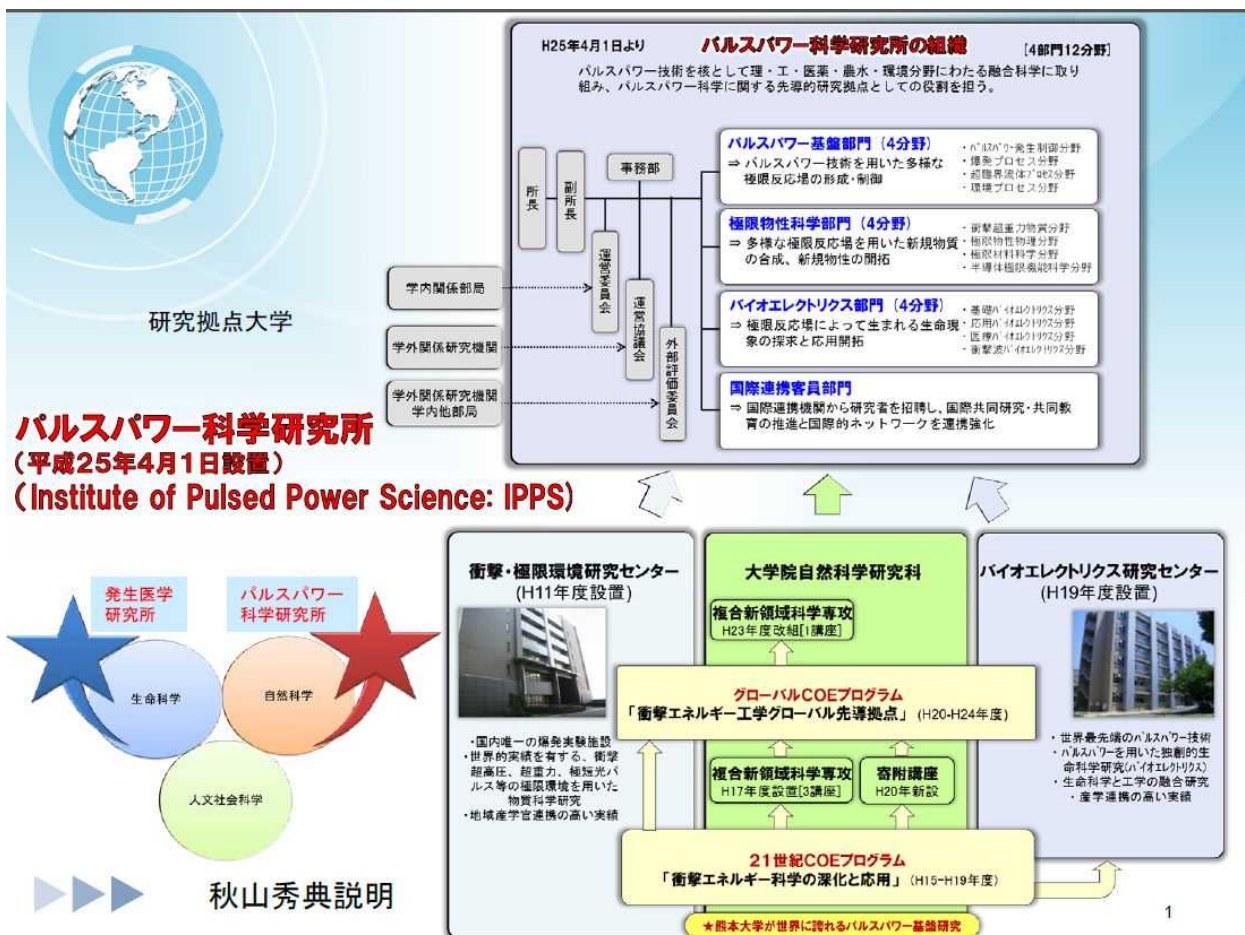 H25年4月1日より
パルスパワー科学研究所の組織
[4部門12分野]
パルスパワー技術を核として理・工・医薬・農水・環境分野にわたる融合科学に取り
組み、パルスパワー科学に関する先導的研究拠点としての役割を担う。
所長
副所長
事務部
運営委員会
運営協議会
外部評価委員会
学内関係部局
学外関係研究機関
学外関係研究機関
学内他部局
パルスパワー基盤部門（4分野）
⇒ パルスパワー技術を用いた多様な
極限反応場の形成・制御
・パルスパワー発生制御分野
・爆発プロセス分野
・超臨界流体プロセス分野
・環境プロセス分野
極限物性科学部門（4分野）
⇒ 多様な極限反応場を用いた新規物質
の合成、新規物性の開拓
・衝撃超重力物質分野
・極限物性物理分野
・極限材料科学分野
・半導体極限機能科学分野
バイオエレクトリクス部門（4分野）
⇒ 極限反応場によって生まれる生命現
象の探求と応用開拓
・基礎バイオエレクトリクス分野
・応用バイオエレクトリクス分野
・医療バイオエレクトリクス分野
・衝撃波バイオエレクトリクス分野
国際連携客員部門
⇒ 国際連携機関から研究者を招聘し、国際共同研究・共同教
育の推進と国際的ネットワークを連携強化
研究拠点大学
パルスパワー科学研究所
（平成25年4月1日設置）
（Institute of Pulsed Power Science: IPPS）
発生医学
研究所
パルスパワー
科学研究所
生命科学
自然科学
人文社会科学
秋山秀典説明
衝撃・極限環境研究センター
(H11年度設置)
・国内唯一の爆発実験施設
・世界的実績を有する、衝撃
超高圧、超重力、極短光パ
ルス等の極限環境を用いた
物質科学研究
・地域産学官連携の高い実績
大学院自然科学研究科
複合新領域科学専攻
H23年度改組[1講座]
グローバルCOEプログラム
「衝撃エネルギー工学グローバル先導拠点」(H20-H24年度)
複合新領域科学専攻
H17年度設置[3講座]
寄附講座
H20年新設
21世紀COEプログラム
「衝撃エネルギー科学の深化と応用」(H15-H19年度)
★熊本大学が世界に誇れるパルスパワー基盤研究
バイオエレクトリクス研究センター
(H19年度設置)
・世界最先端のパルスパワー技術
・パルスパワーを用いた独創的生
命科学研究(バイオエレクトリクス)
・生命科学と工学の融合研究
・産学連携の高い実績
1